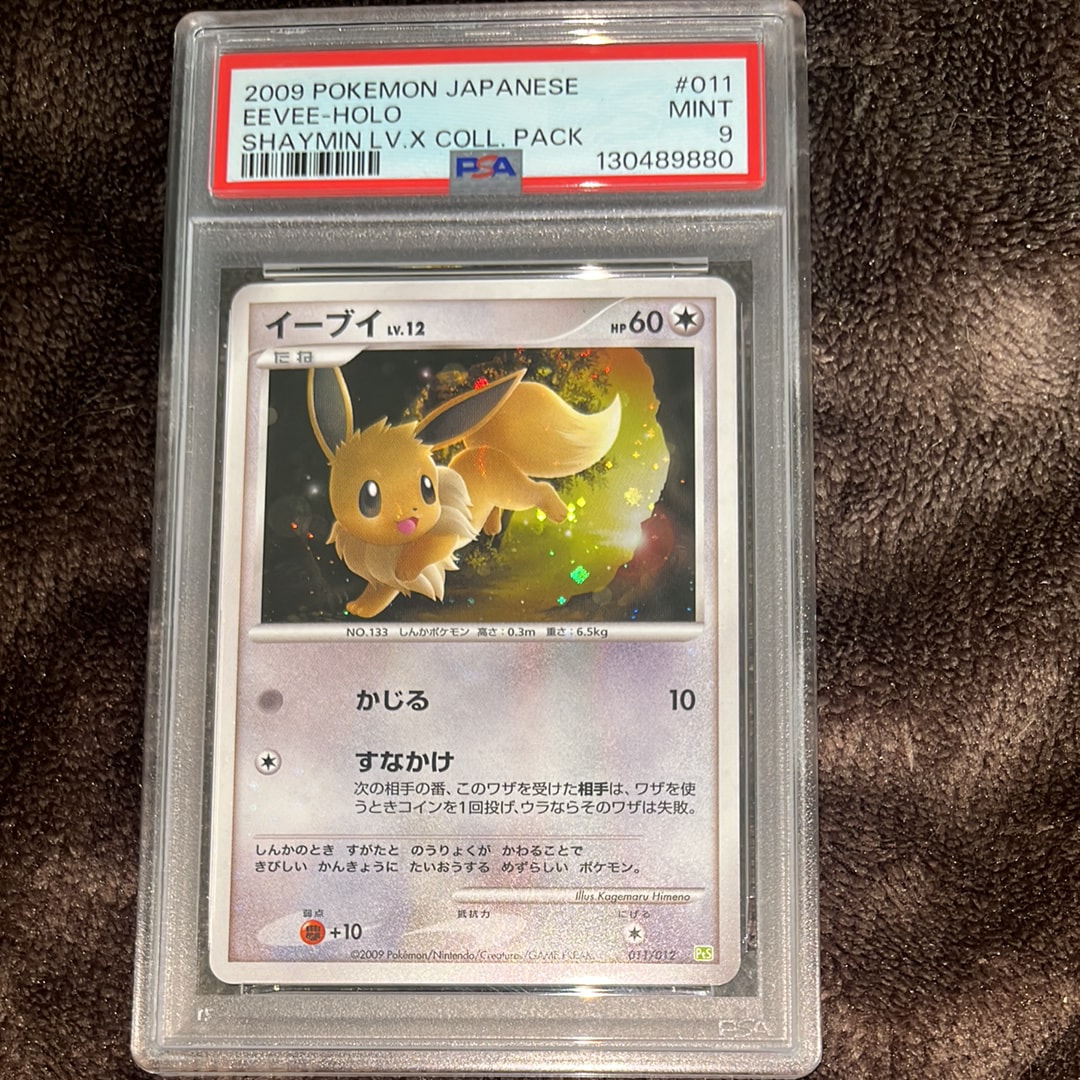 2009 POKEMON JAPANESE #011
EEVEE-HOLO MINT
SHAYMIN LV.X COLL. PACK 9
PSA 130489880
イーブイ LV.12 HP60
たね
NO.133 しんかポケモン 高さ:0.3m 重さ:6.5kg
かじる 10
すなかけ
次の相手の番、このワザを受けた相手は、ワザを使
うときコインを1回投げ、ウラならそのワザは失敗。
しんかのとき すがたと のうりょくが かわることで
きびしい かんきょうに たいおうする めずらしい ポケモン。
Illus.Kagemaru Himeno
弱点 抵抗力 にげる
+10
©2009 Pokémon/Nintendo/Creatures/GAME FREAK. 011/012 PtS
PSA